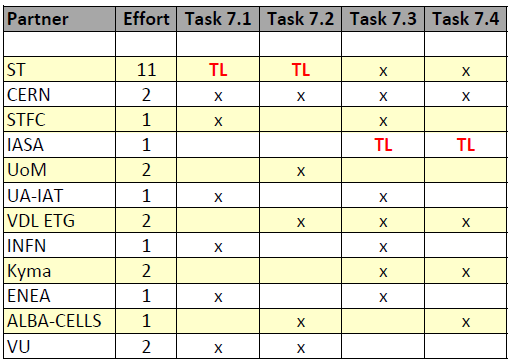 Partner Effort Task 7.1 Task 7.2 Task 7.3 Task 7.4
ST 11 TL TL x x
CERN 2 x x x x
STFC 1 x x
IASA 1 TL TL
UoM 2 x
UA-IAT 1 x x
VDL ETG 2 x x x
INFN 1 x x
Kyma 2 x x
ENEA 1 x x
ALBA-CELLS 1 x x
VU 2 x x